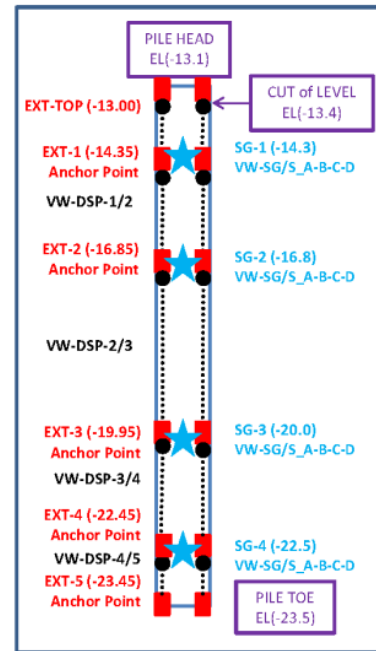 PILE HEAD
EL(-13.1)
EXT-TOP (-13.00)
CUT of LEVEL
EL(-13.4)
EXT-1 (-14.35)
Anchor Point
SG-1 (-14.3)
VW-SG/S_A-B-C-D
VW-DSP-1/2
EXT-2 (-16.85)
Anchor Point
SG-2 (-16.8)
VW-SG/S_A-B-C-D
VW-DSP-2/3
EXT-3 (-19.95)
Anchor Point
SG-3 (-20.0)
VW-SG/S_A-B-C-D
VW-DSP-3/4
EXT-4 (-22.45)
Anchor Point
SG-4 (-22.5)
VW-SG/S_A-B-C-D
VW-DSP-4/5
EXT-5 (-23.45)
Anchor Point
PILE TOE
EL(-23.5)